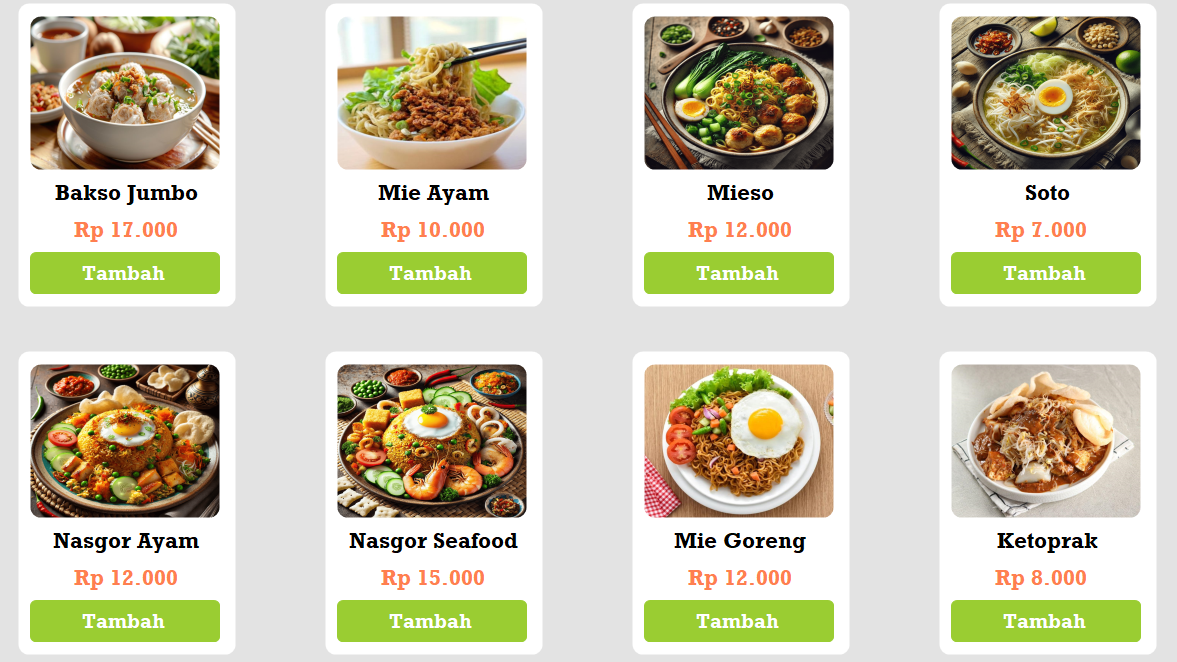 Bakso Jumbo
Rp 17.000
Tambah
Mie Ayam
Rp 10.000
Tambah
Mieso
Rp 12.000
Tambah
Soto
Rp 7.000
Tambah
Nasgor Ayam
Rp 12.000
Tambah
Nasgor Seafood
Rp 15.000
Tambah
Mie Goreng
Rp 12.000
Tambah
Ketoprak
Rp 8.000
Tambah